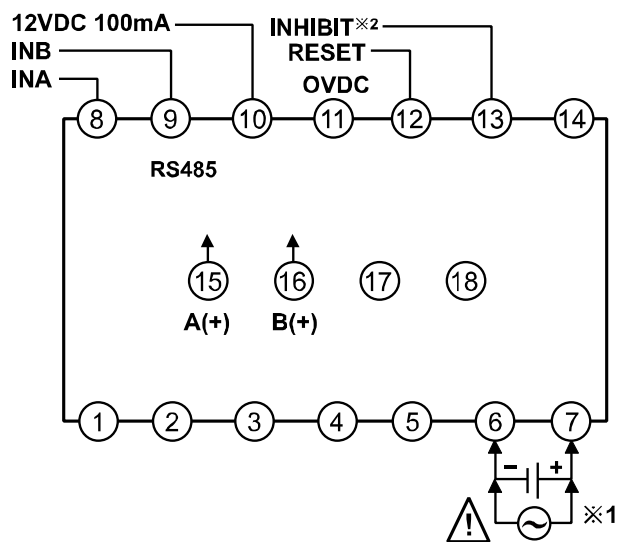 12VDC 100mA
INHIBIT※2
INB
RESET
INA
OVDC
8 9 10 11 12 13 14
RS485
15 16 17 18
A(+) B(+)
1 2 3 4 5 6 7
- +
! ~ ※1